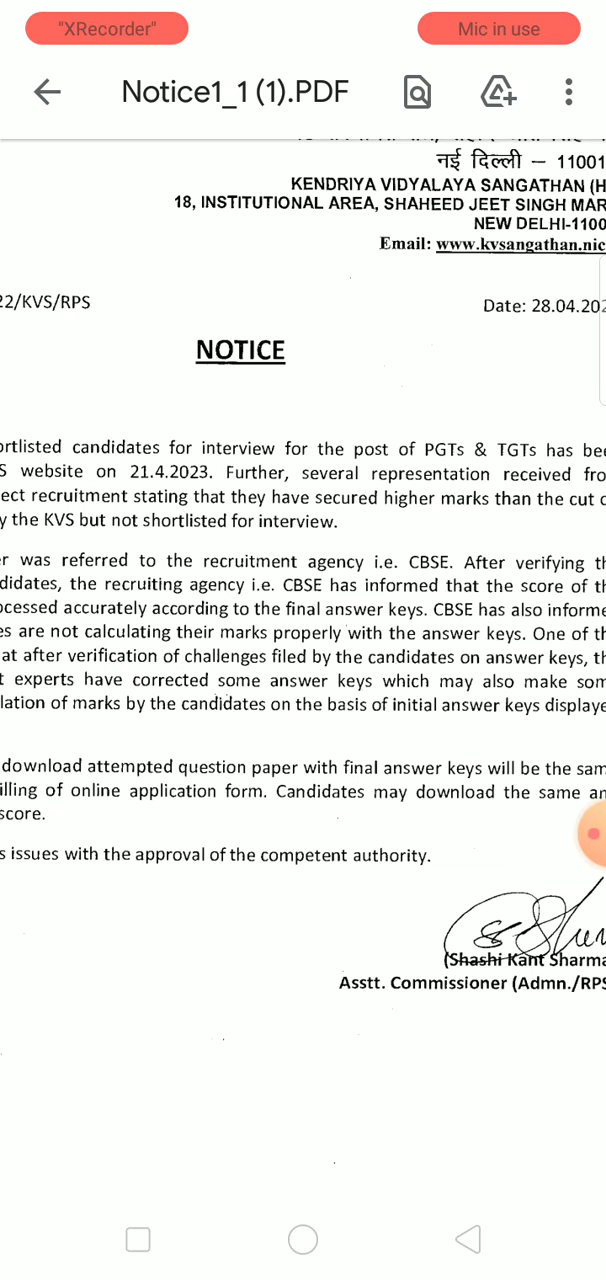 "XRecorder"
Mic in use
Notice1_1 (1).PDF
नई दिल्ली – 11001
KENDRIYA VIDYALAYA SANGATHAN (H
18, INSTITUTIONAL AREA, SHAHEED JEET SINGH MAR
NEW DELHI-1100
Email: www.kvsangathan.nic
22/KVS/RPS
Date: 28.04.202
NOTICE
ortlisted candidates for interview for the post of PGTs & TGTs has bee
S website on 21.4.2023. Further, several representation received fro
ect recruitment stating that they have secured higher marks than the cut o
y the KVS but not shortlisted for interview.
er was referred to the recruitment agency i.e. CBSE. After verifying th
didates, the recruiting agency i.e. CBSE has informed that the score of th
ocessed accurately according to the final answer keys. CBSE has also informe
es are not calculating their marks properly with the answer keys. One of th
at after verification of challenges filed by the candidates on answer keys, th
t experts have corrected some answer keys which may also make som
lation of marks by the candidates on the basis of initial answer keys displaye
download attempted question paper with final answer keys will be the sam
illing of online application form. Candidates may download the same an
score.
s issues with the approval of the competent authority.
(Shashi Kant Sharma
Asstt. Commissioner (Admn./RPS